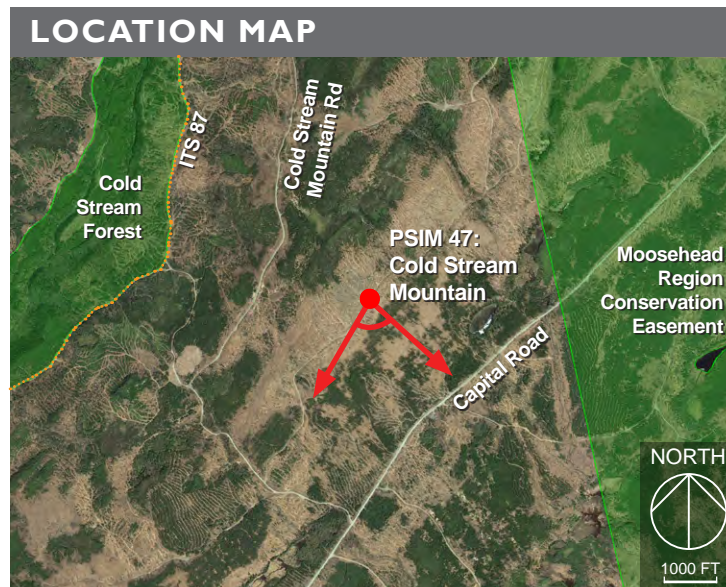 LOCATION MAP
ITS 87
Cold Stream
Mountain Rd
Cold
Stream
Forest
PSIM 47:
Cold Stream
Mountain
Moosehead
Region
Conservation
Easement
Capital Road
NORTH
1000 FT